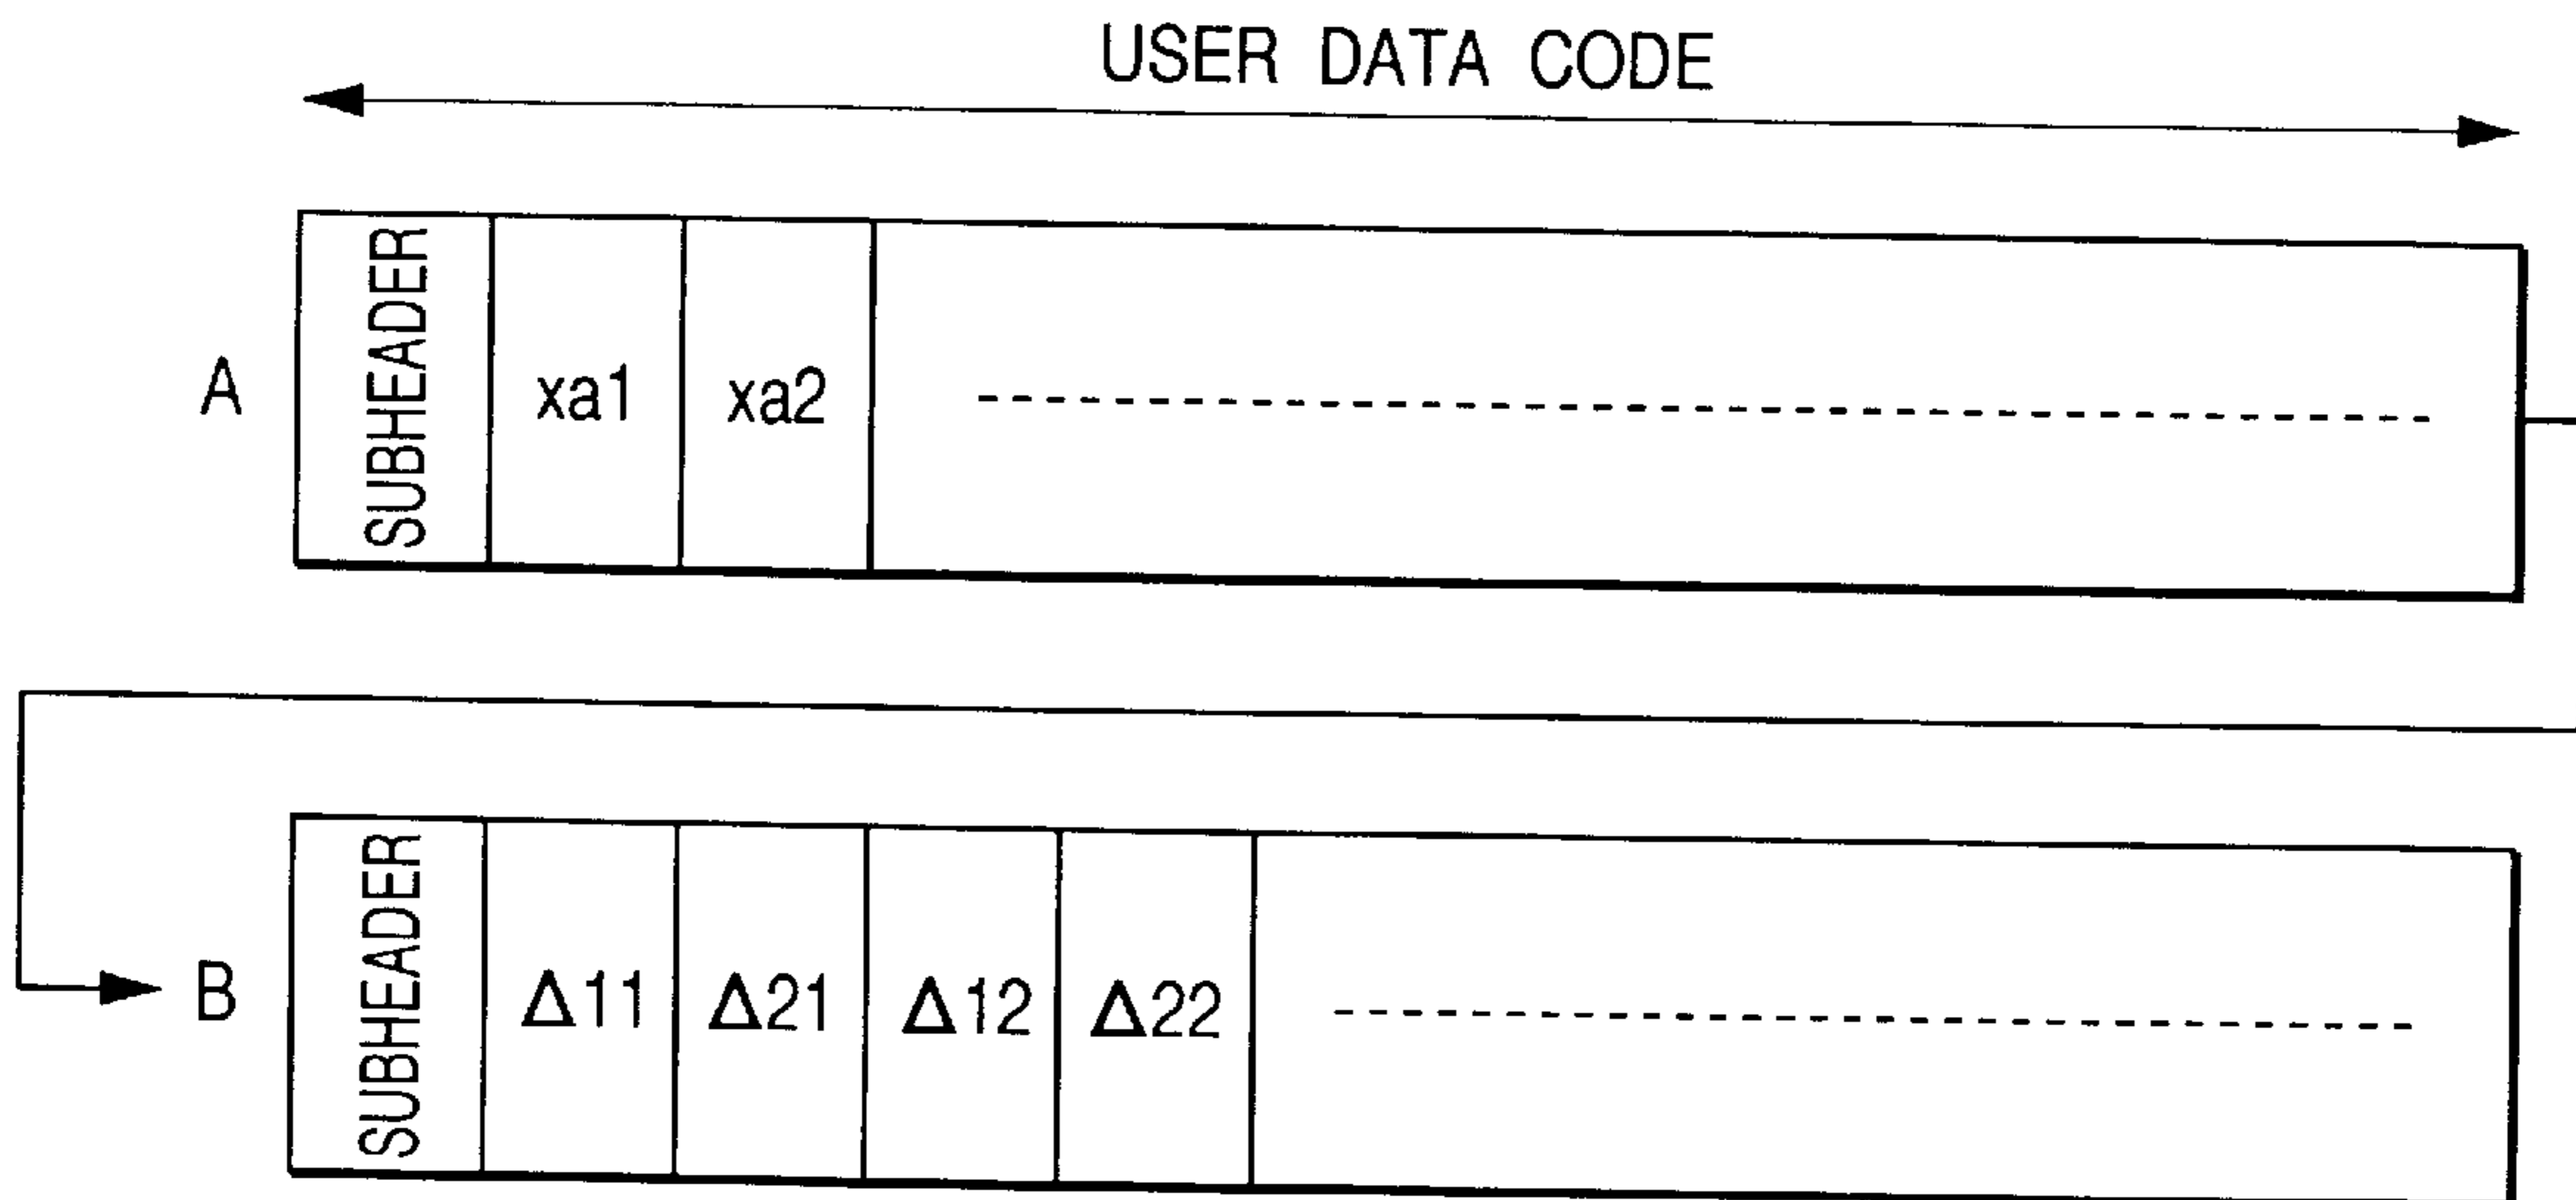 USER DATA CODE
A
SUBHEADER
xa1
xa2
B
SUBHEADER
Δ11
Δ21
Δ12
Δ22